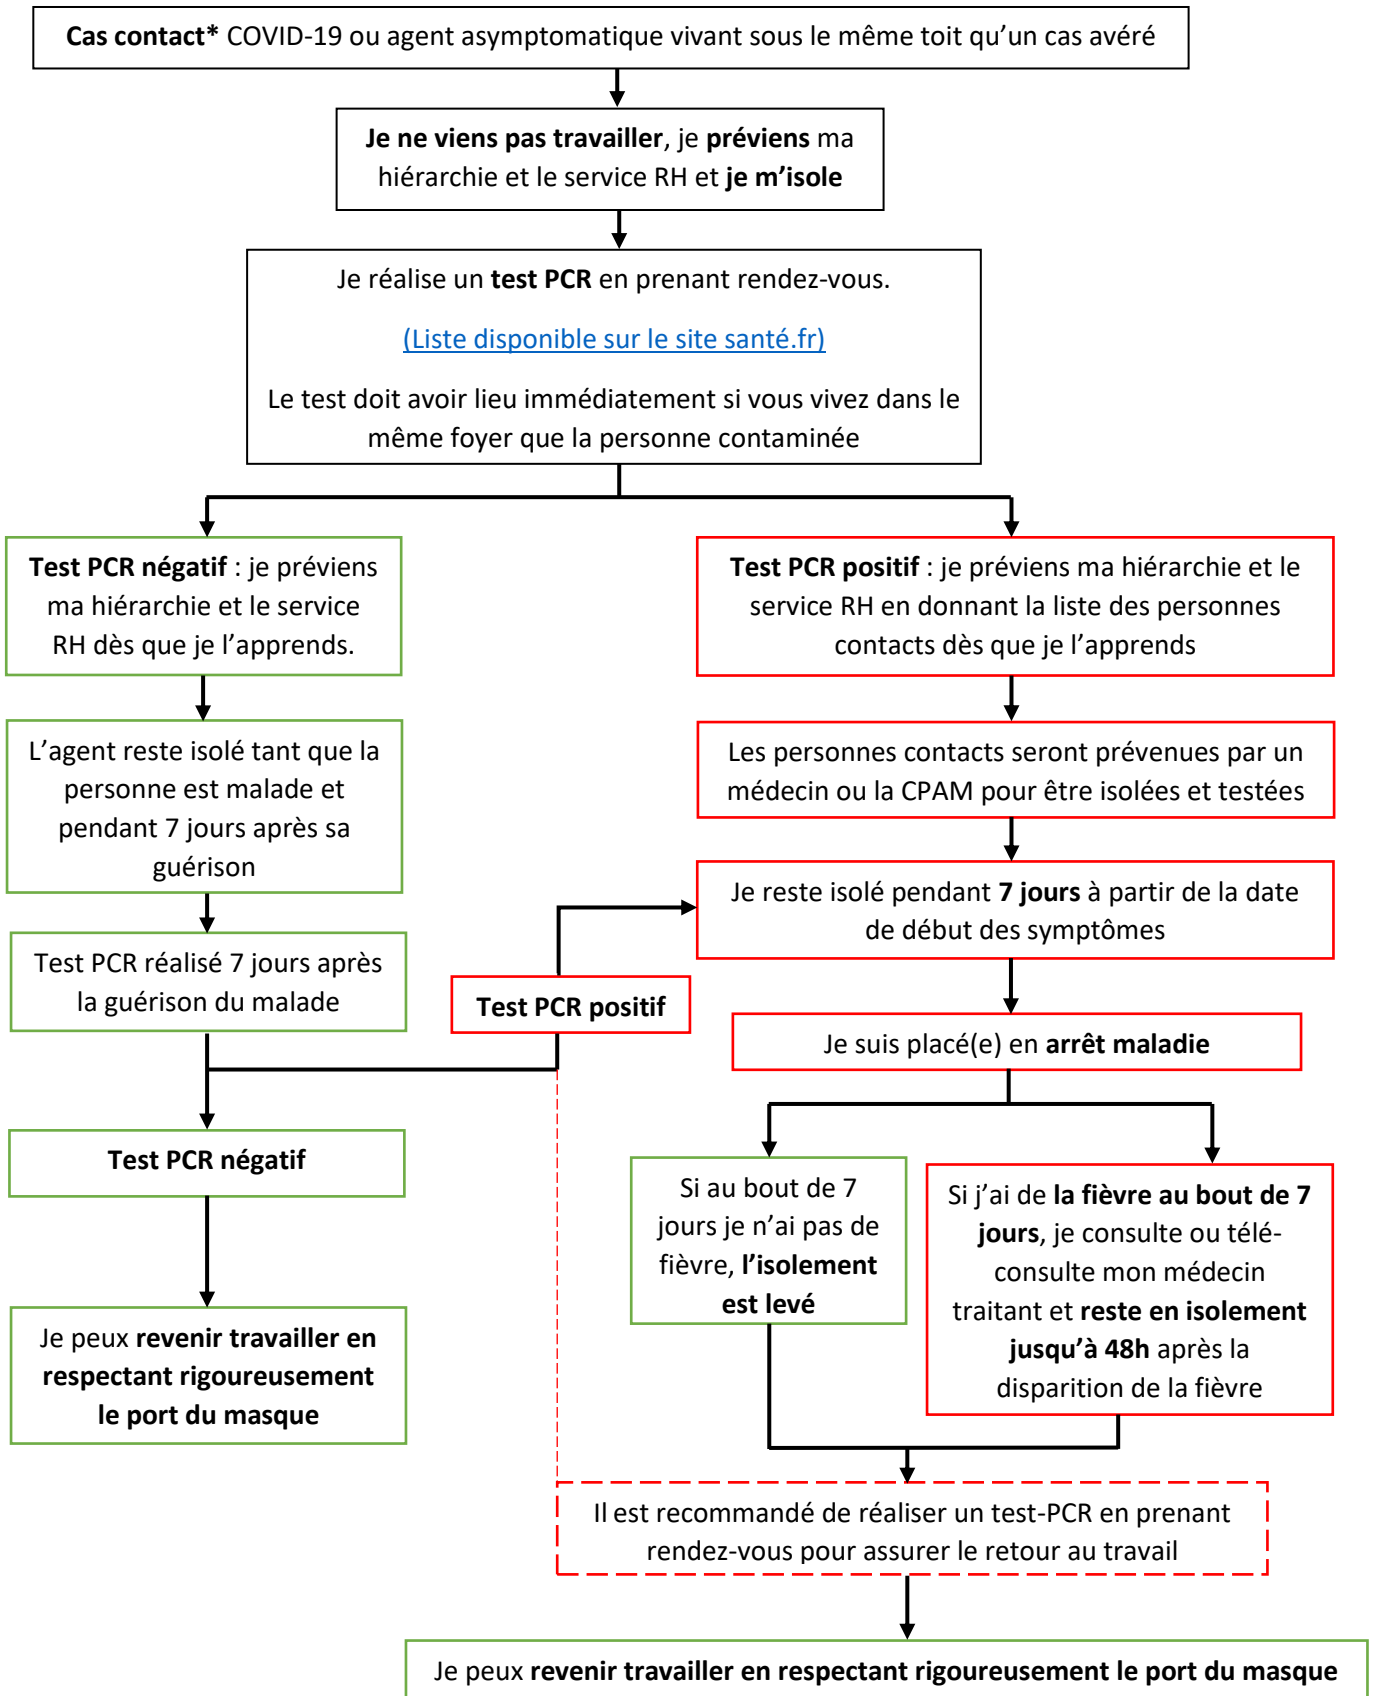 Cas contact* COVID-19 ou agent asymptomatique vivant sous le même toit qu'un cas avéré
Je ne viens pas travailler, je préviens ma
hiérarchie et le service RH et je m'isole
Je réalise un test PCR en prenant rendez-vous.
(Liste disponible sur le site santé.fr)
Le test doit avoir lieu immédiatement si vous vivez dans le
même foyer que la personne contaminée
Test PCR négatif : je préviens
ma hiérarchie et le service
RH dès que je l'apprends.
Test PCR positif : je préviens ma hiérarchie et le
service RH en donnant la liste des personnes
contacts dès que je l'apprends
L'agent reste isolé tant que la
personne est malade et
pendant 7 jours après sa
guérison
Les personnes contacts seront prévenues par un
médecin ou la CPAM pour être isolées et testées
Je reste isolé pendant 7 jours à partir de la date
de début des symptômes
Test PCR réalisé 7 jours après
la guérison du malade
Test PCR positif
Je suis placé(e) en arrêt maladie
Test PCR négatif
Si au bout de 7
jours je n'ai pas de
fièvre, l'isolement
est levé
Si j'ai de la fièvre au bout de 7
jours, je consulte ou télé-
consulte mon médecin
traitant et reste en isolement
jusqu'à 48h après la
disparition de la fièvre
Je peux revenir travailler en
respectant rigoureusement
le port du masque
Il est recommandé de réaliser un test-PCR en prenant
rendez-vous pour assurer le retour au travail
Je peux revenir travailler en respectant rigoureusement le port du masque